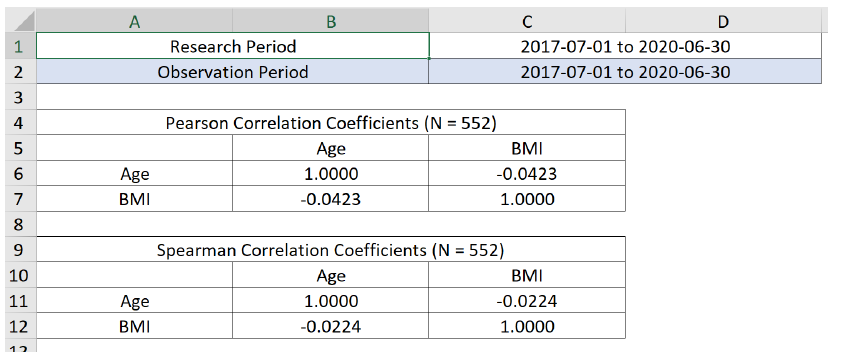 A B C D
1 Research Period 2017-07-01 to 2020-06-30
2 Observation Period 2017-07-01 to 2020-06-30
3
4 Pearson Correlation Coefficients (N = 552)
5 Age BMI
6 Age 1.0000 -0.0423
7 BMI -0.0423 1.0000
8
9 Spearman Correlation Coefficients (N = 552)
10 Age BMI
11 Age 1.0000 -0.0224
12 BMI -0.0224 1.0000